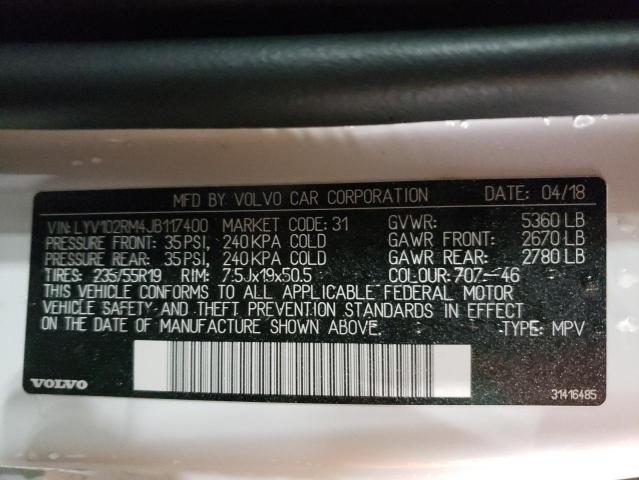 MFD BY: VOLVO CAR CORPORATION DATE: 04/18
VIN: LYV102RM4JB117400 MARKET CODE: 31 GVWR: 5360 LB
PRESSURE FRONT: 35 PSI, 240 KPA COLD GAWR FRONT: 2670 LB
PRESSURE REAR: 35 PSI, 240 KPA COLD GAWR REAR: 2780 LB
TIRES: 235/55R19 RIM: 7.5Jx19x50.5 COLOUR: 707-46
THIS VEHICLE CONFORMS TO ALL APPLICABLE FEDERAL MOTOR
VEHICLE SAFETY AND THEFT PREVENTION STANDARDS IN EFFECT
ON THE DATE OF MANUFACTURE SHOWN ABOVE. TYPE: MPV
VOLVO 31416485